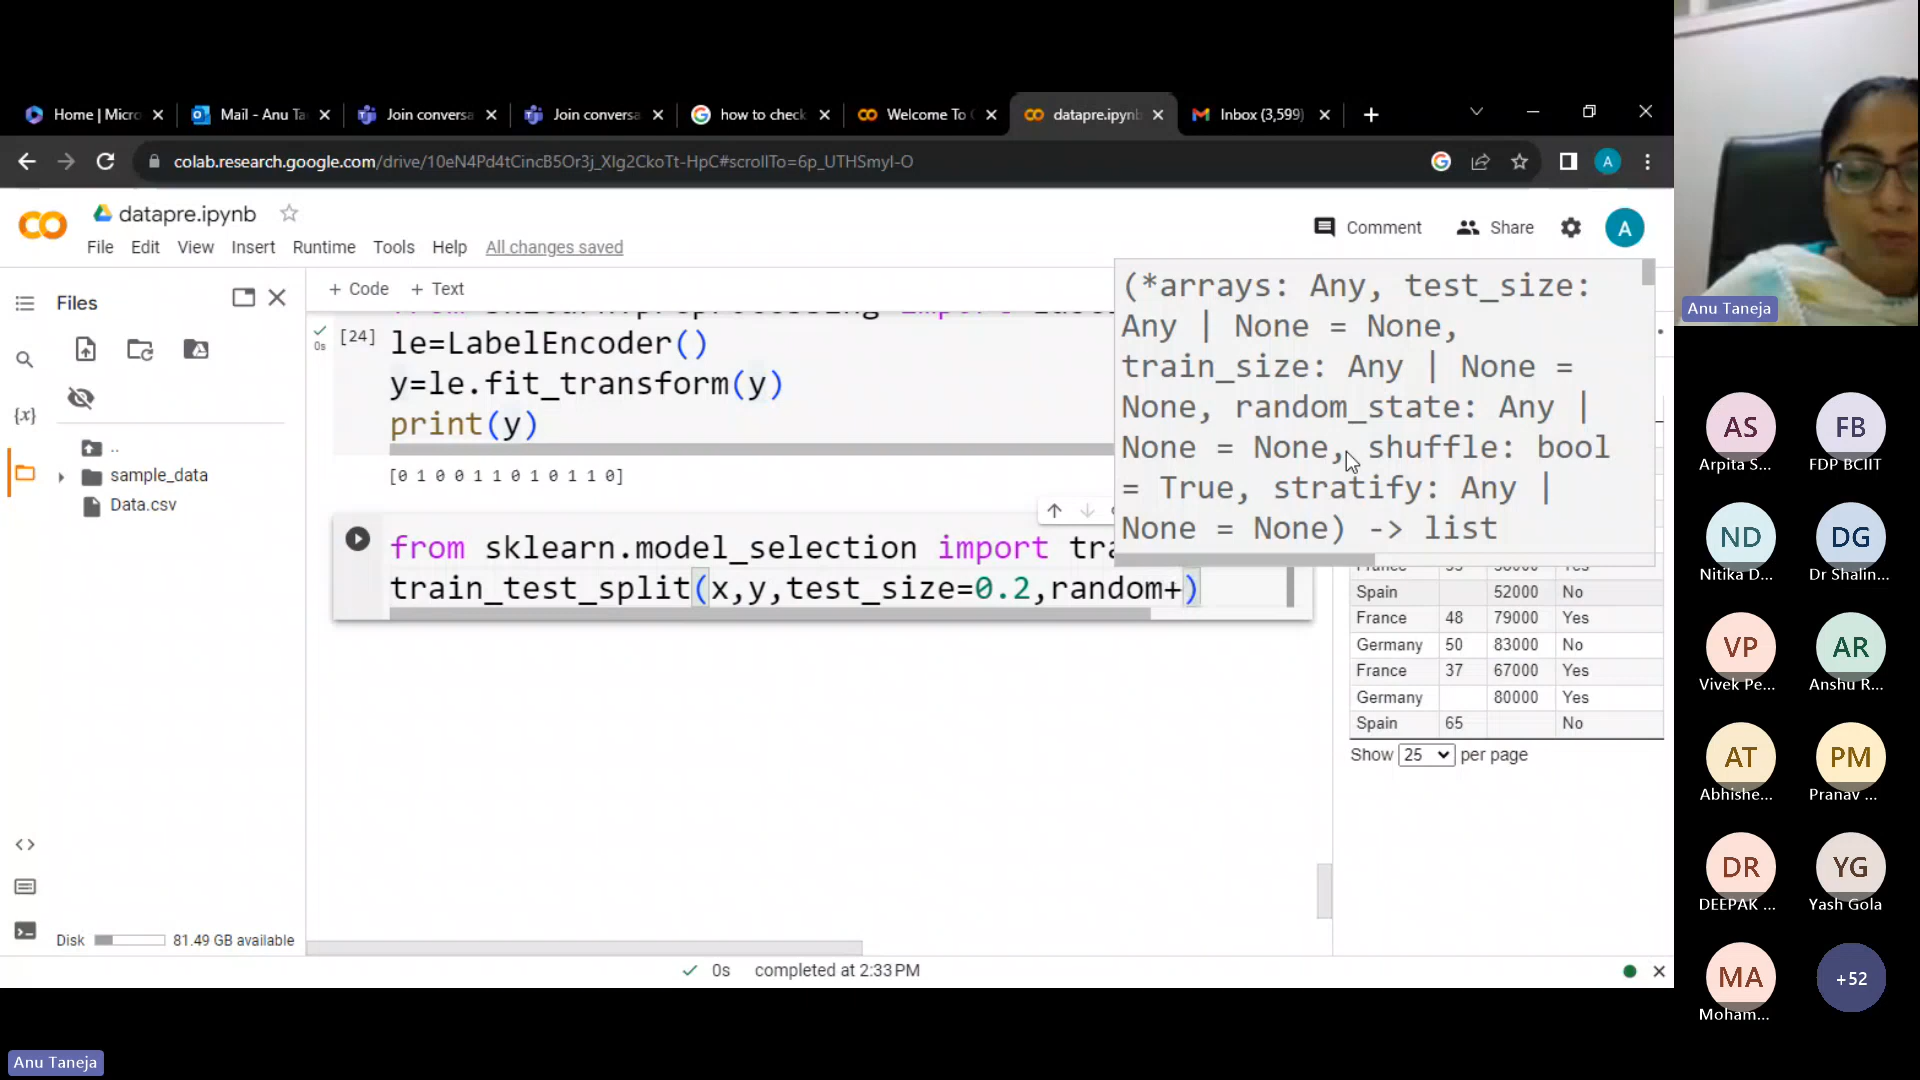 Home | Micro
Mail - Anu Ta
Join conversa
Join conversa
how to check
Welcome To C
datapre.ipynb
Inbox (3,599)
colab.research.google.com/drive/10eN4Pd4tCincB5Or3j_XIg2CkoTt-HpC#scrollTo=6p_UTHSmyI-O
A
datapre.ipynb
File Edit View Insert Runtime Tools Help All changes saved
Comment
Share
A
Files
+ Code + Text
..
sample_data
Data.csv
Disk
81.49 GB available
0s
[24]
le=LabelEncoder()
y=le.fit_transform(y)
print(y)
[0 1 0 0 1 1 0 1 0 1 1 0]
from sklearn.model_selection import tra
train_test_split(x,y,test_size=0.2,random+)
(*arrays: Any, test_size:
Any | None = None,
train_size: Any | None =
None, random_state: Any |
None = None, shuffle: bool
= True, stratify: Any |
None = None) -> list
Spain 52000 No
France 48 79000 Yes
Germany 50 83000 No
France 37 67000 Yes
Germany 80000 Yes
Spain 65 No
Show 25 per page
0s completed at 2:33 PM
Anu Taneja
AS
Arpita S...
FB
FDP BCIIT
ND
Nitika D...
DG
Dr Shalin...
VP
Vivek Pe...
AR
Anshu R...
AT
Abhishe...
PM
Pranav ...
DR
DEEPAK ...
YG
Yash Gola
MA
Moham...
+52
Anu Taneja